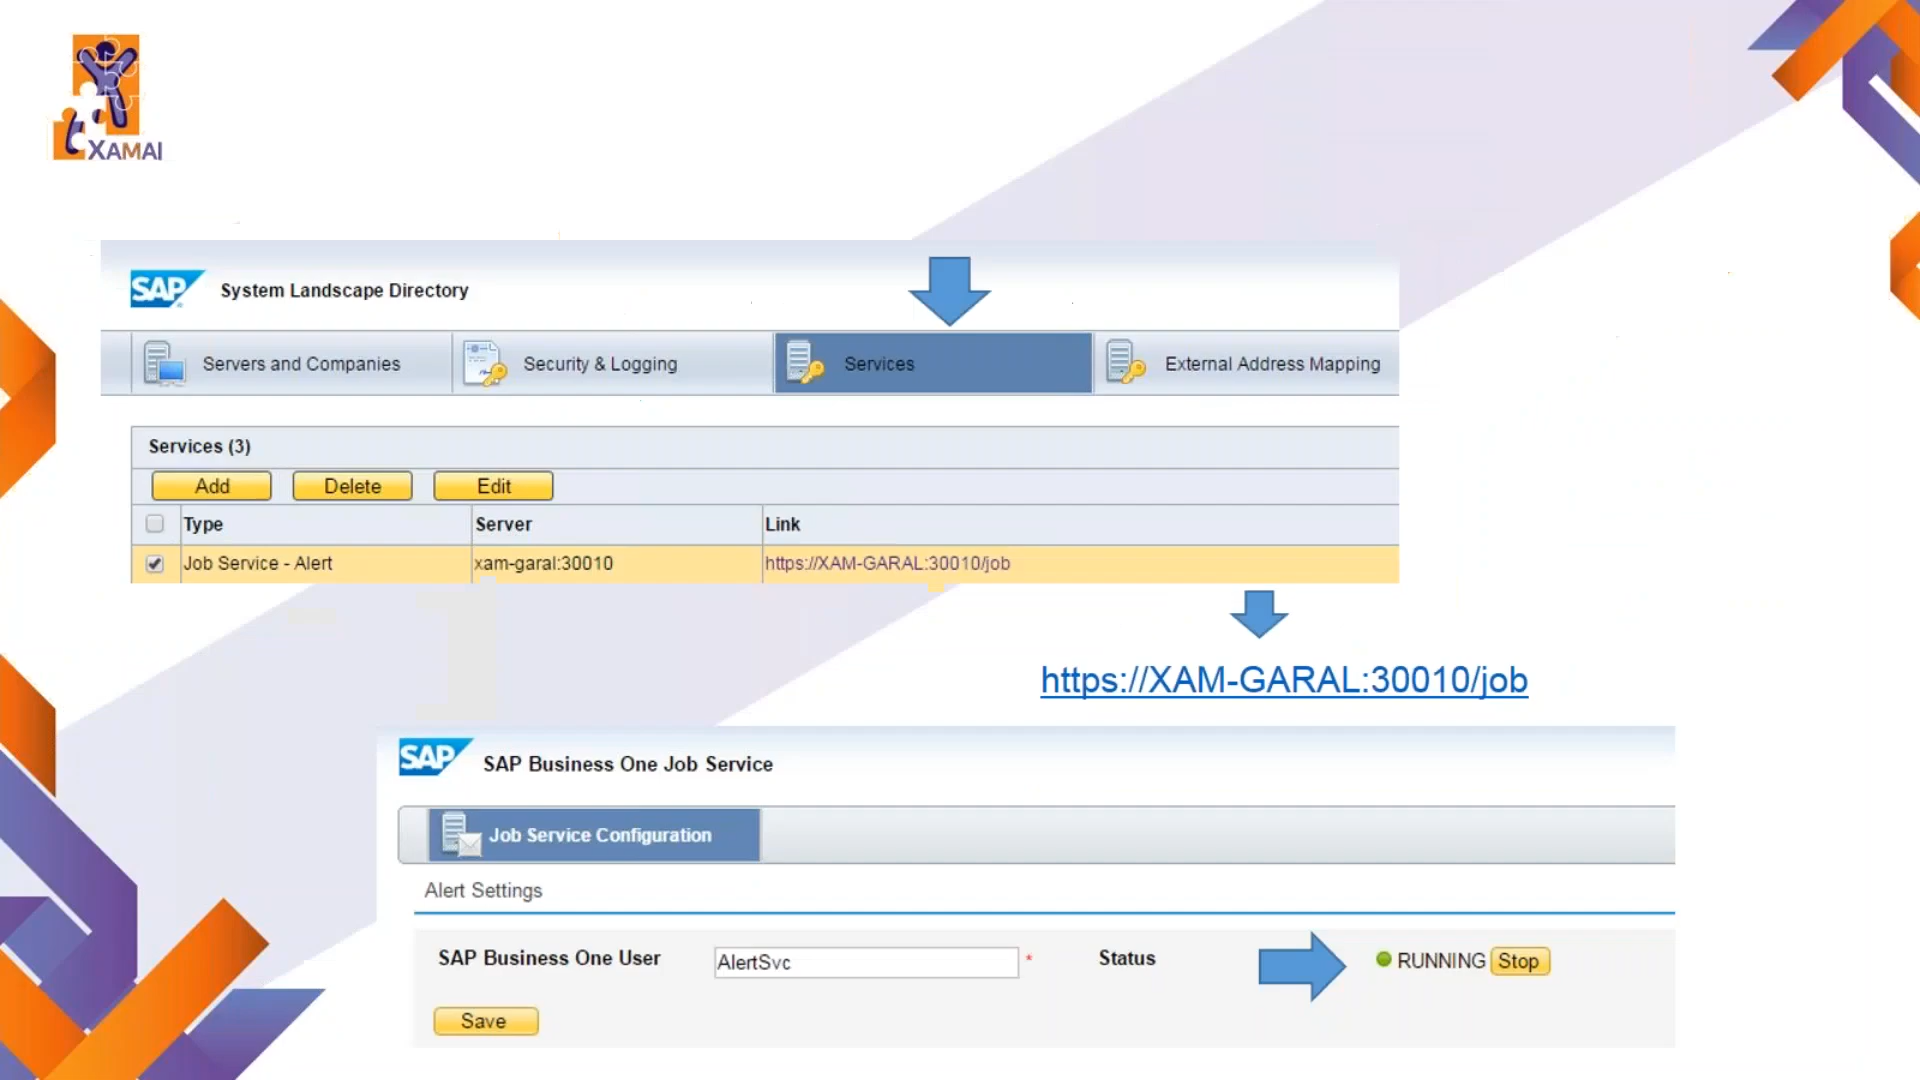 XAMAI
SAP
System Landscape Directory
Servers and Companies
Security & Logging
Services
External Address Mapping
Services (3)
Add Delete Edit
Type Server Link
Job Service - Alert xam-garal:30010 https://XAM-GARAL:30010/job
https://XAM-GARAL:30010/job
SAP
SAP Business One Job Service
Job Service Configuration
Alert Settings
SAP Business One User AlertSvc * Status RUNNING Stop
Save